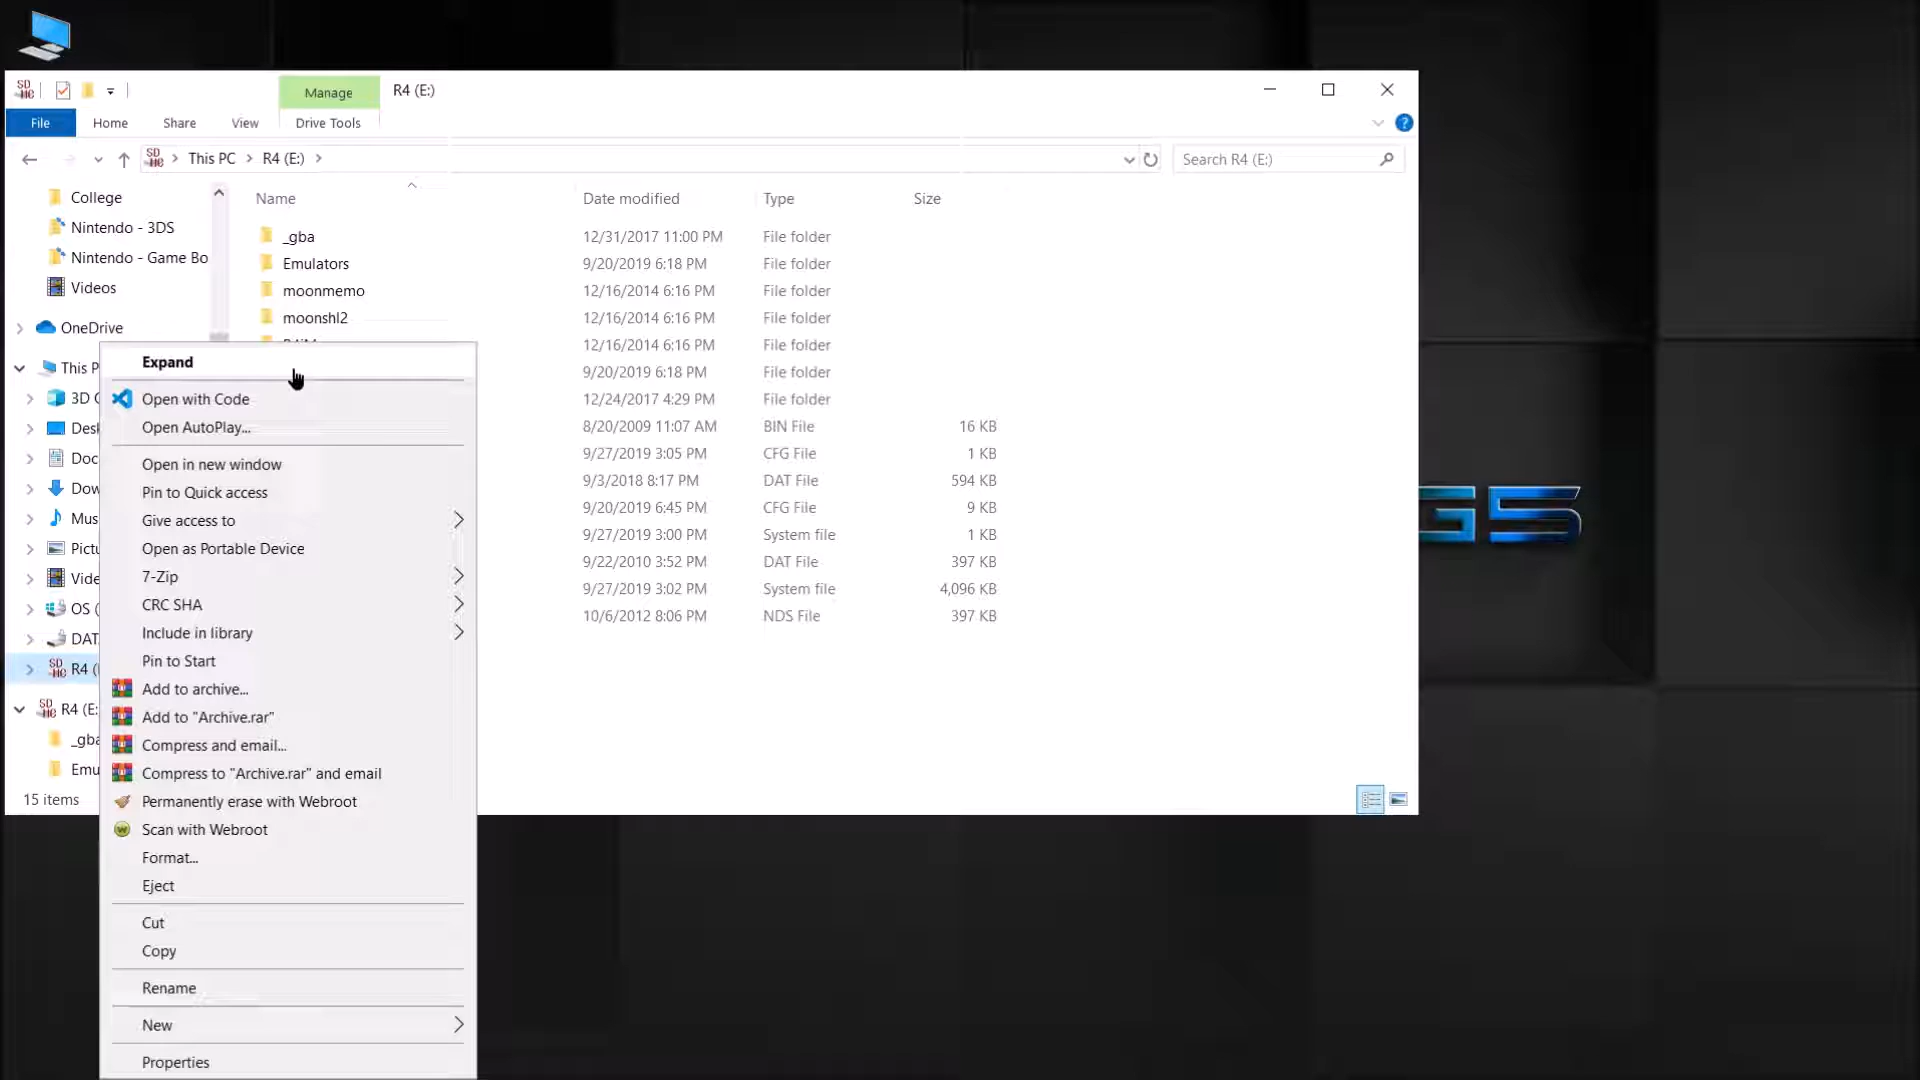 Manage
R4 (E:)
File
Home
Share
View
Drive Tools
This PC
R4 (E:)
Search R4 (E:)
College
Nintendo - 3DS
Nintendo - Game Bo
Videos
OneDrive
This P
3D
Desk
Doc
Dow
Mus
Pictu
Vide
OS (
DAT
R4 (
R4 (E:
_gba
Emu
15 items
Name
Date modified
Type
Size
_gba
12/31/2017 11:00 PM
File folder
Emulators
9/20/2019 6:18 PM
File folder
moonmemo
12/16/2014 6:16 PM
File folder
moonshl2
12/16/2014 6:16 PM
File folder
12/16/2014 6:16 PM
File folder
9/20/2019 6:18 PM
File folder
12/24/2017 4:29 PM
File folder
8/20/2009 11:07 AM
BIN File
16 KB
9/27/2019 3:05 PM
CFG File
1 KB
9/3/2018 8:17 PM
DAT File
594 KB
9/20/2019 6:45 PM
CFG File
9 KB
9/27/2019 3:00 PM
System file
1 KB
9/22/2010 3:52 PM
DAT File
397 KB
9/27/2019 3:02 PM
System file
4,096 KB
10/6/2012 8:06 PM
NDS File
397 KB
Expand
Open with Code
Open AutoPlay...
Open in new window
Pin to Quick access
Give access to
Open as Portable Device
7-Zip
CRC SHA
Include in library
Pin to Start
Add to archive...
Add to "Archive.rar"
Compress and email...
Compress to "Archive.rar" and email
Permanently erase with Webroot
Scan with Webroot
Format...
Eject
Cut
Copy
Rename
New
Properties
G5